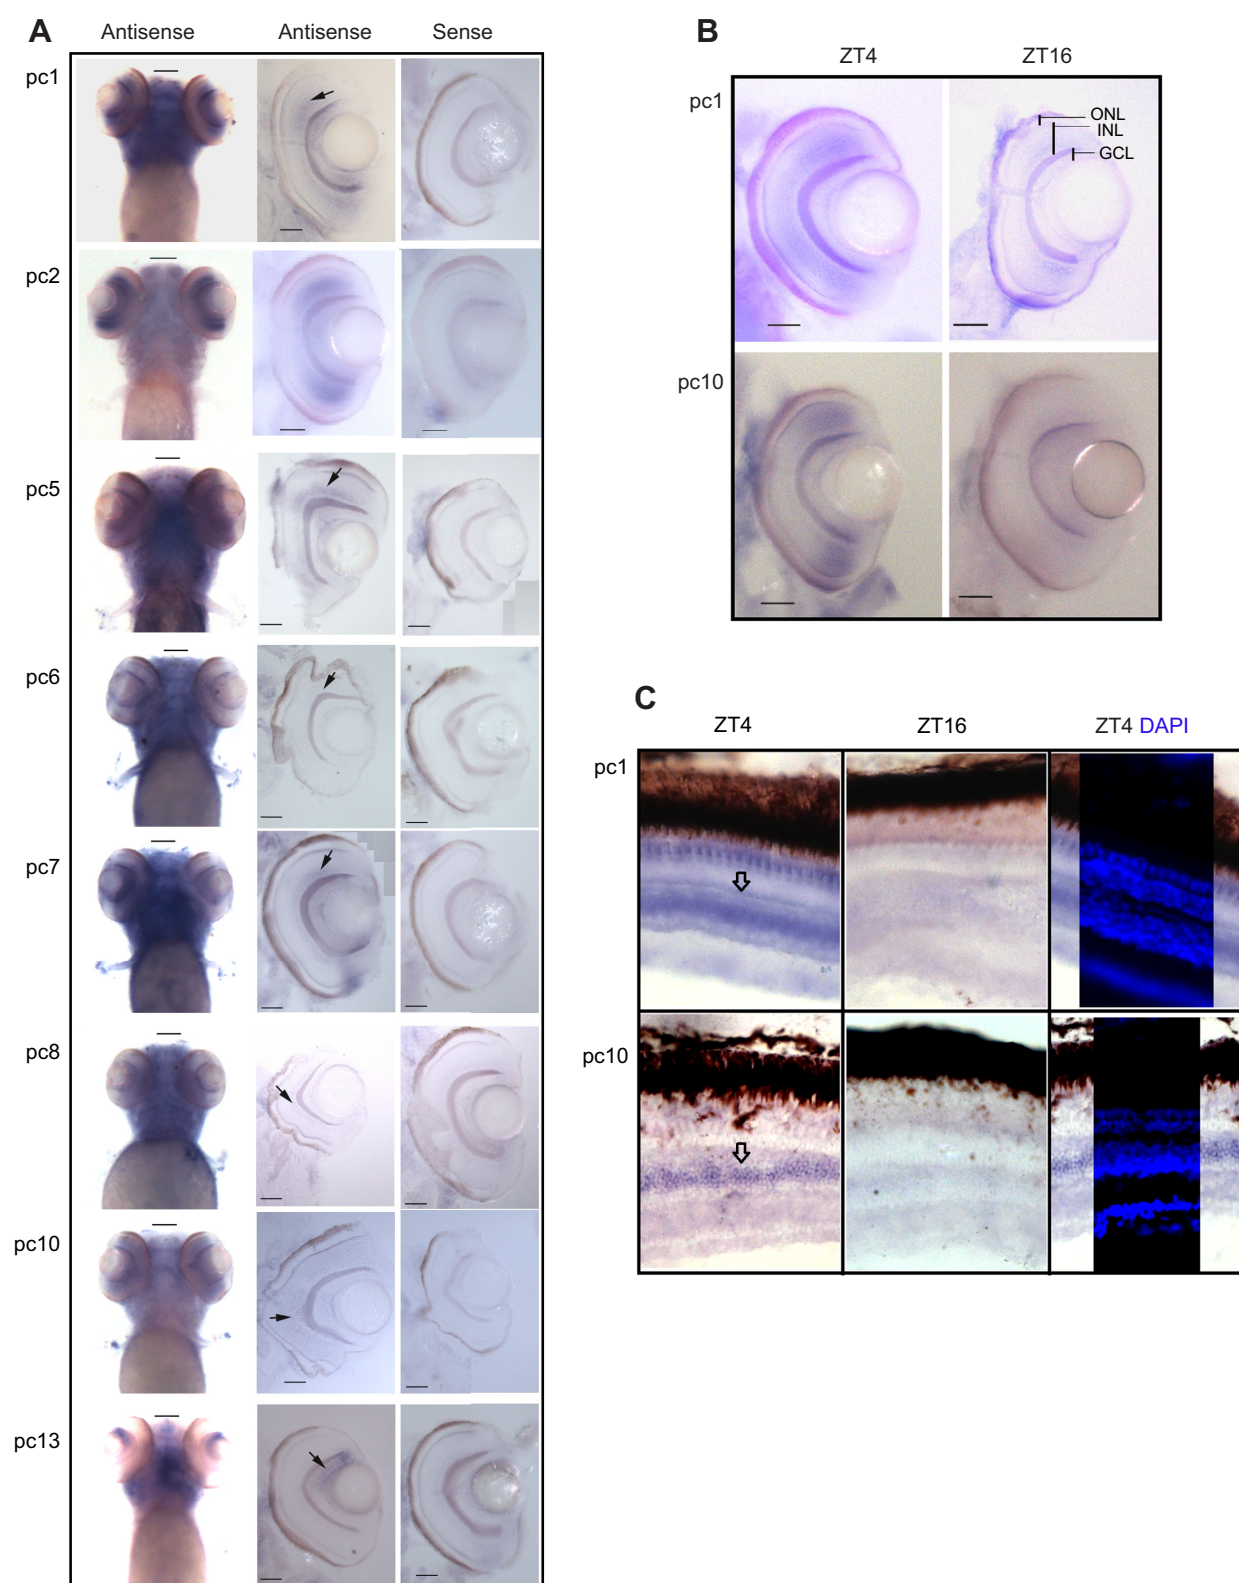 A
Antisense
Antisense
Sense
pc1
pc2
pc5
pc6
pc7
pc8
pc10
pc13
B
ZT4
ZT16
pc1
ONL
INL
GCL
pc10
C
ZT4
ZT16
ZT4 DAPI
pc1
pc10